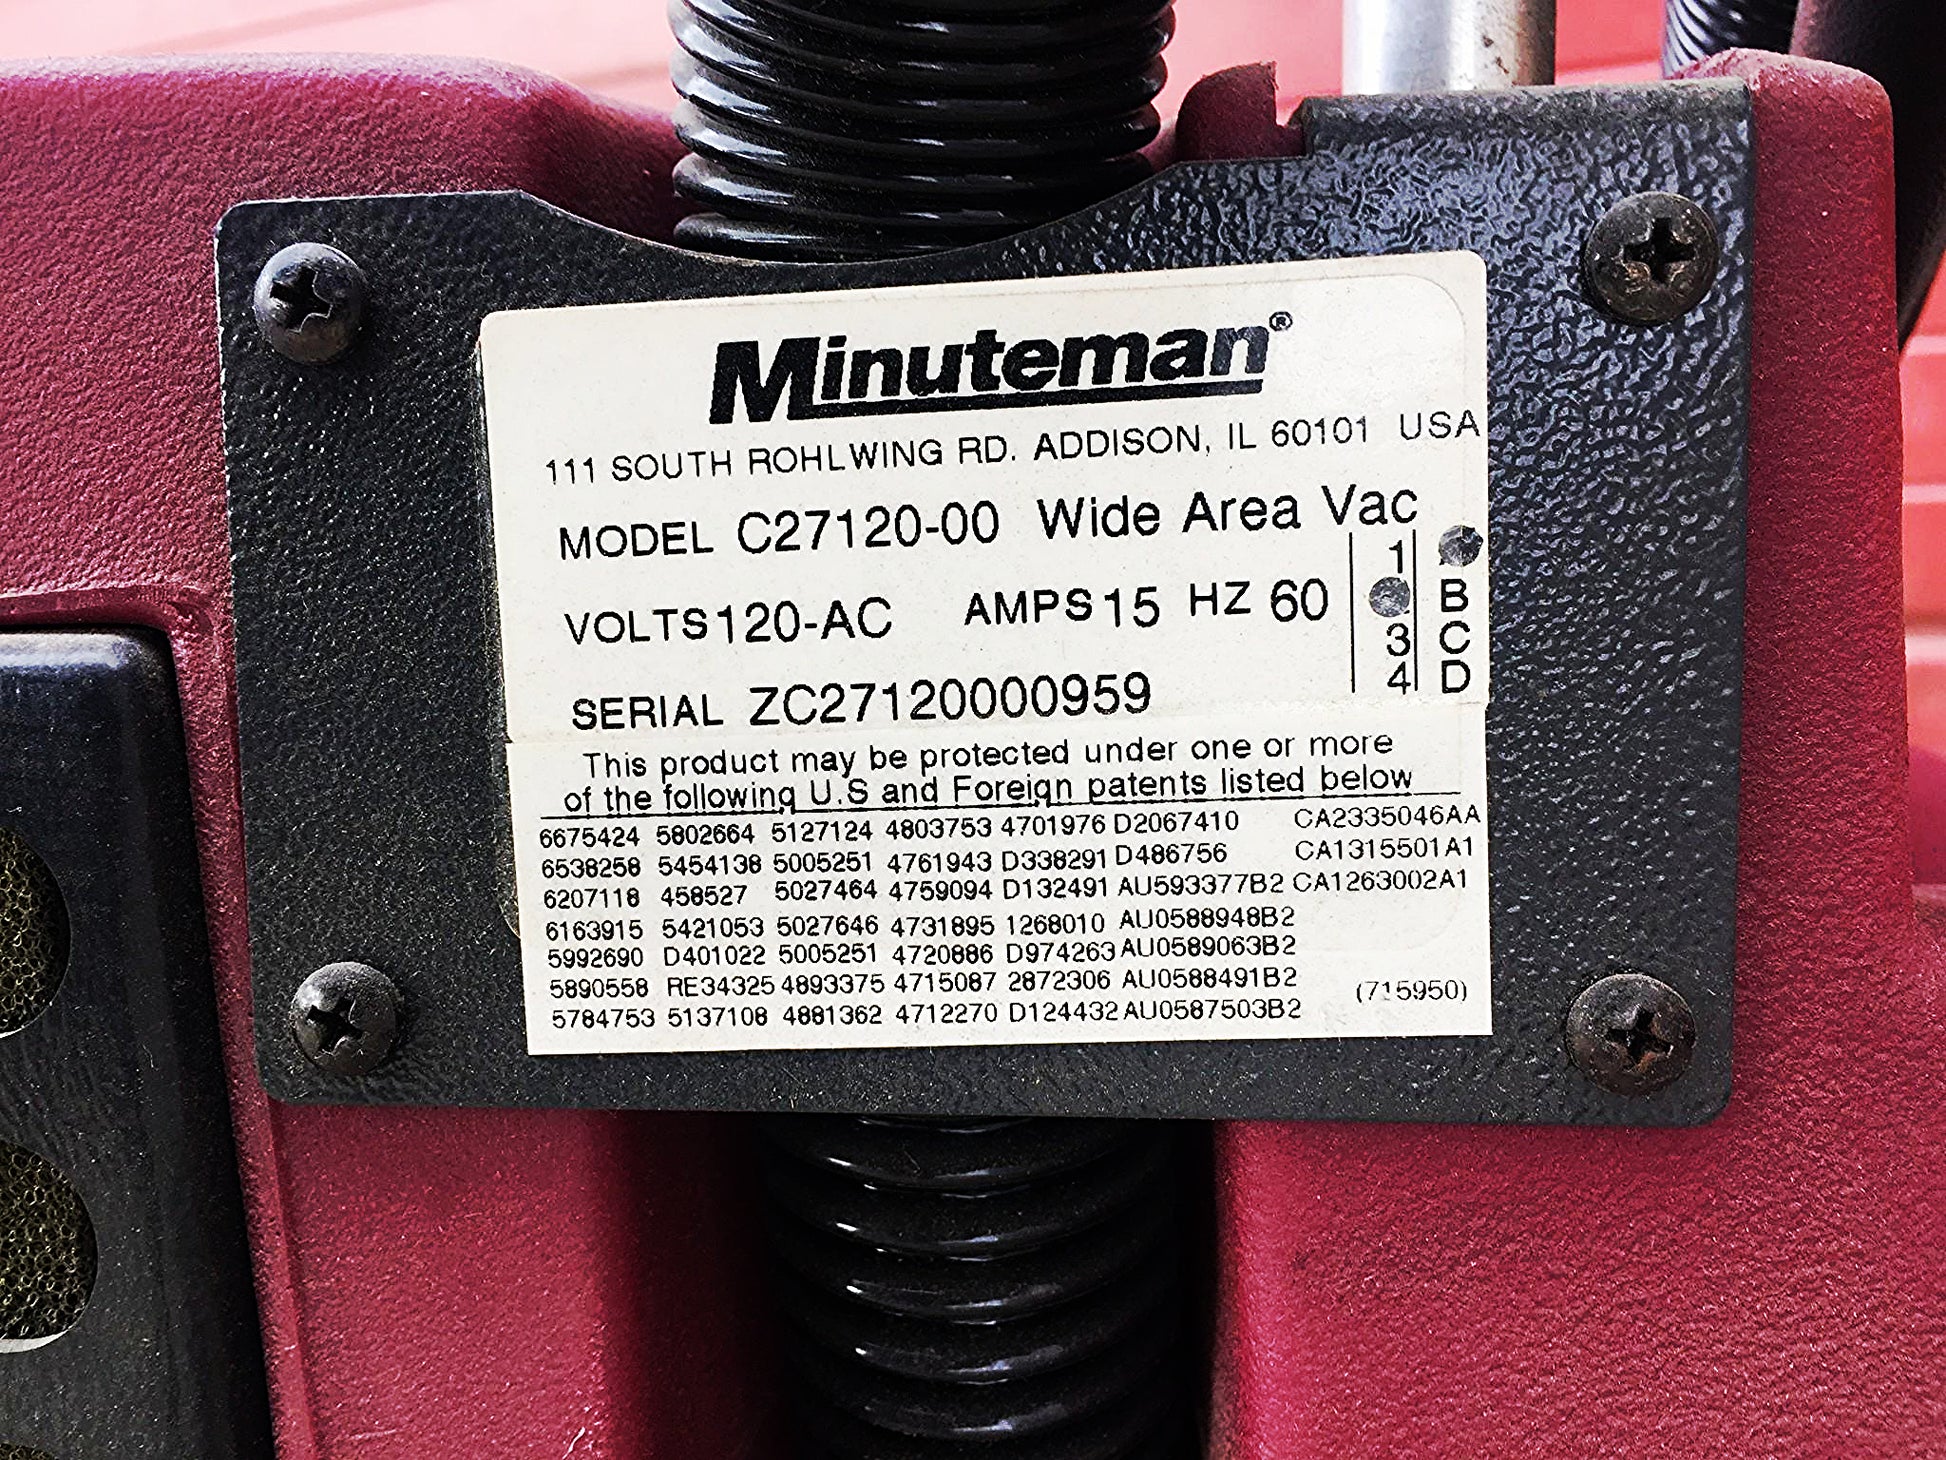 Minuteman®
111 SOUTH ROHLWING RD. ADDISON, IL 60101 USA
MODEL C27120-00 Wide Area Vac
1
VOLTS 120-AC AMPS 15 HZ 60 B
3 C
4 D
SERIAL ZC27120000959
This product may be protected under one or more
of the following U.S and Foreign patents listed below
6675424 5802664 5127124 4803753 4701976 D2067410 CA2335046AA
6538258 5454138 5005251 4761943 D338291 D486756 CA1315501A1
6207118 458527 5027464 4759094 D132491 AU593377B2 CA1263002A1
6163915 5421053 5027646 4731895 1268010 AU0588948B2
5992690 D401022 5005251 4720886 D974263 AU0589063B2
5890558 RE34325 4893375 4715087 2872306 AU0588491B2
5784753 5137108 4881362 4712270 D124432 AU0587503B2 (715950)